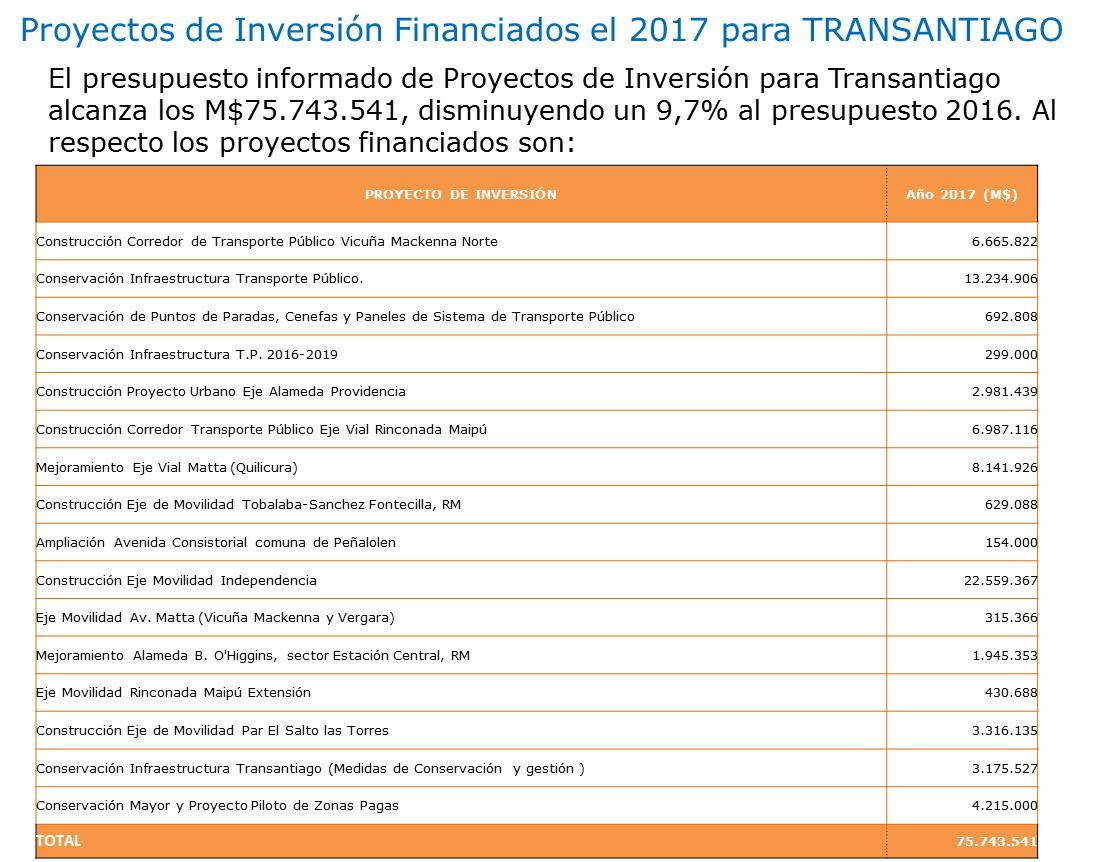 Proyectos de Inversión Financiados el 2017 para TRANSANTIAGO
El presupuesto informado de Proyectos de Inversión para Transantiago
alcanza los M$75.743.541, disminuyendo un 9,7% al presupuesto 2016. Al
respecto los proyectos financiados son:
PROYECTO DE INVERSIÓN Año 2017 (M$)
Construcción Corredor de Transporte Público Vicuña Mackenna Norte 6.665.822
Conservación Infraestructura Transporte Público. 13.234.906
Conservación de Puntos de Paradas, Cenefas y Paneles de Sistema de Transporte Público 692.808
Conservación Infraestructura T.P. 2016-2019 299.000
Construcción Proyecto Urbano Eje Alameda Providencia 2.981.439
Construcción Corredor Transporte Público Eje Vial Rinconada Maipú 6.987.116
Mejoramiento Eje Vial Matta (Quilicura) 8.141.926
Construcción Eje de Movilidad Tobalaba-Sanchez Fontecilla, RM 629.088
Ampliación Avenida Consistorial comuna de Peñalolen 154.000
Construcción Eje Movilidad Independencia 22.559.367
Eje Movilidad Av. Matta (Vicuña Mackenna y Vergara) 315.366
Mejoramiento Alameda B. O'Higgins, sector Estación Central, RM 1.945.353
Eje Movilidad Rinconada Maipú Extensión 430.688
Construcción Eje de Movilidad Par El Salto las Torres 3.316.135
Conservación Infraestructura Transantiago (Medidas de Conservación y gestión ) 3.175.527
Conservación Mayor y Proyecto Piloto de Zonas Pagas 4.215.000
TOTAL 75.743.541